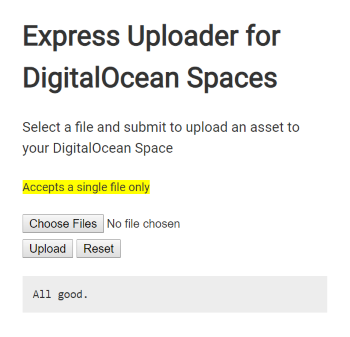 Express Uploader for
DigitalOcean Spaces
Select a file and submit to upload an asset to
your DigitalOcean Space
Accepts a single file only
Choose Files No file chosen
Upload Reset
All good.